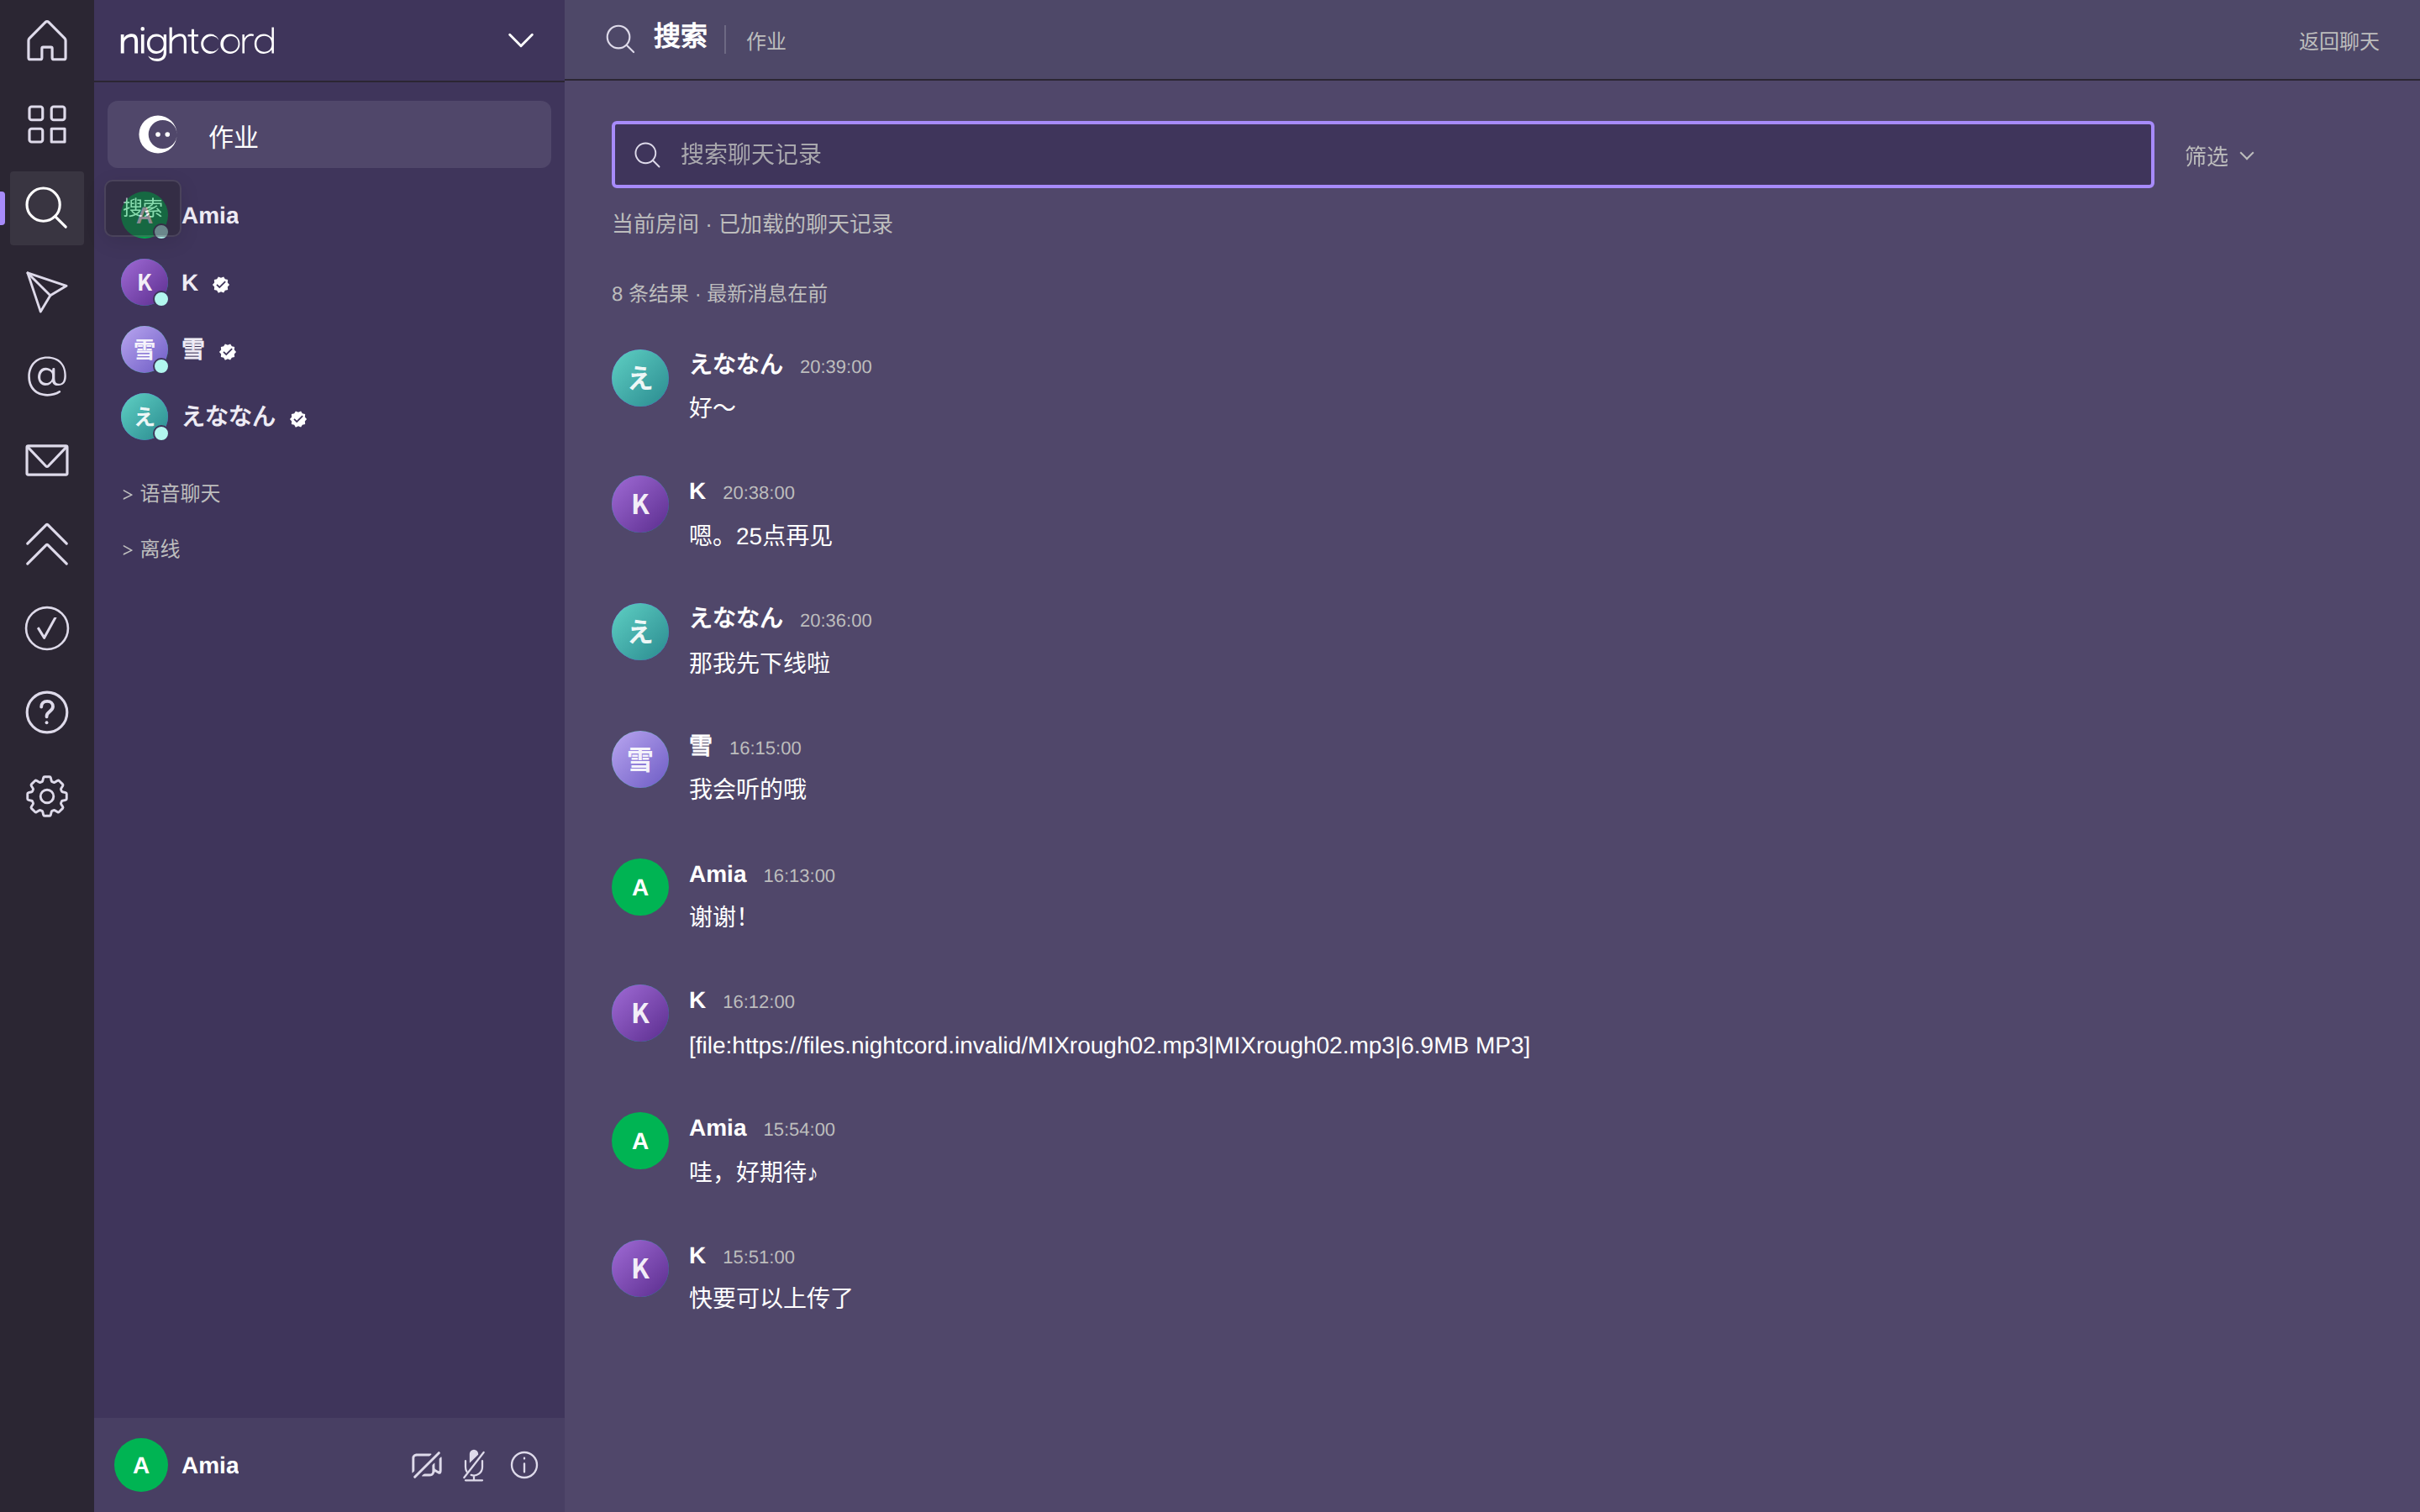 nightcord
作业
搜索
A
Amia
K
K
雪
雪
え
えななん
> 语音聊天
> 离线
A
Amia
搜索
作业
返回聊天
搜索聊天记录
筛选
当前房间 · 已加载的聊天记录
8 条结果 · 最新消息在前
え
えななん 20:39:00
好～
K
K 20:38:00
嗯。25点再见
え
えななん 20:36:00
那我先下线啦
雪
雪 16:15:00
我会听的哦
A
Amia 16:13:00
谢谢！
K
K 16:12:00
[file:https://files.nightcord.invalid/MIXrough02.mp3|MIXrough02.mp3|6.9MB MP3]
A
Amia 15:54:00
哇，好期待♪
K
K 15:51:00
快要可以上传了